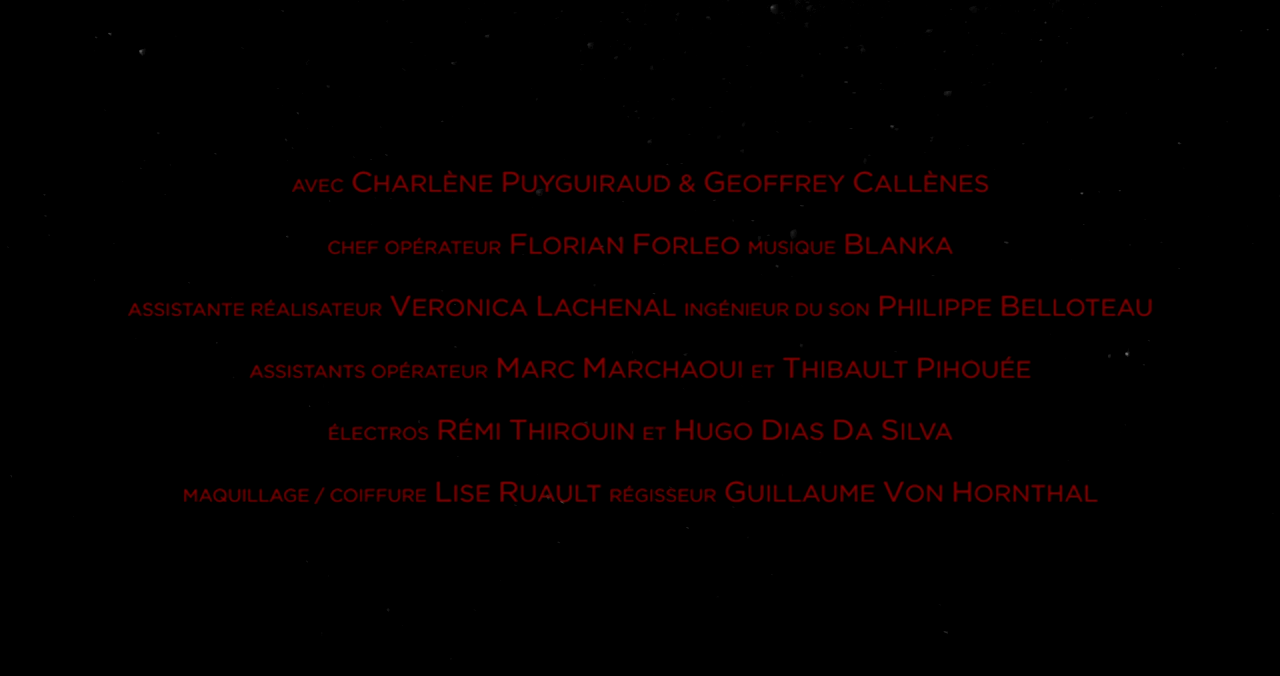 AVEC CHARLÈNE PUYGUIRAUD & GEOFFREY CALLÈNES
CHEF OPÉRATEUR FLORIAN FORLEO MUSIQUE BLANKA
ASSISTANTE RÉALISATEUR VERONICA LACHENAL INGÉNIEUR DU SON PHILIPPE BELLOTEAU
ASSISTANTS OPÉRATEUR MARC MARCHAOUI ET THIBAULT PIHOUÉE
ÉLECTROS RÉMI THIROUIN ET HUGO DIAS DA SILVA
MAQUILLAGE / COIFFURE LISE RUAULT RÉGISSEUR GUILLAUME VON HORNTHAL